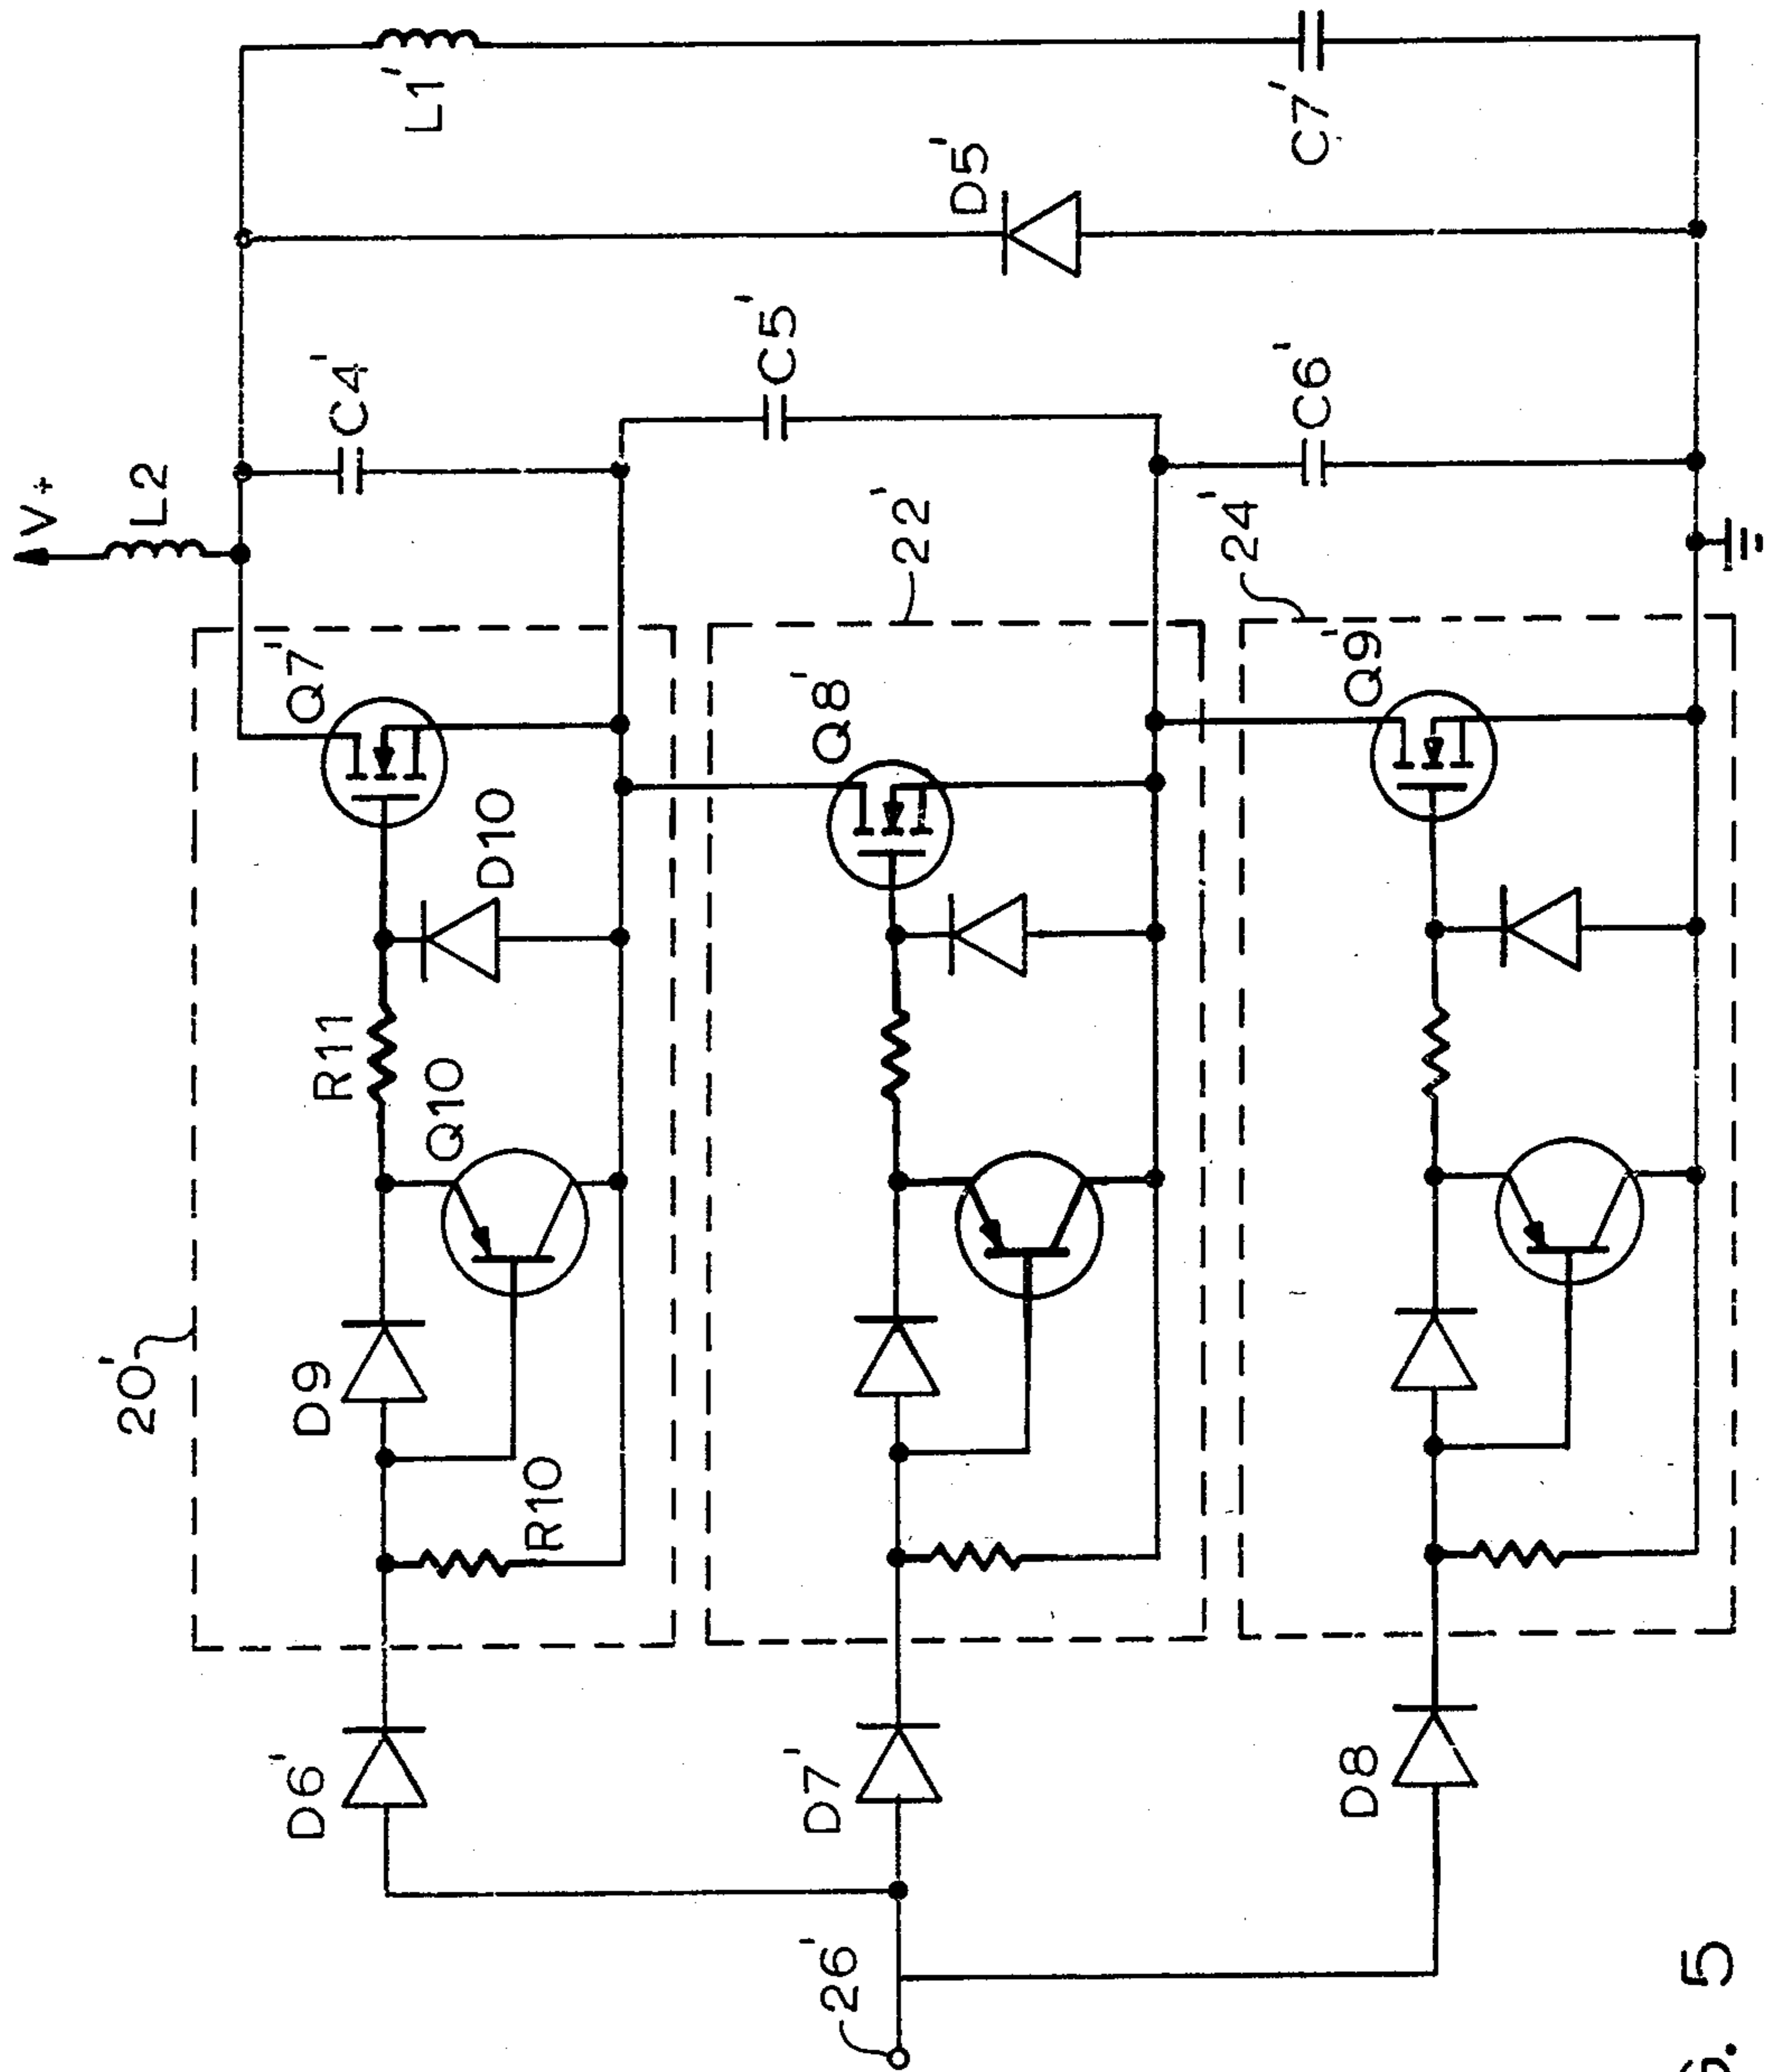 V+
L2
L1'
C4'
D5'
C5'
C7'
C6'
20'
22'
24'
Q7'
D10
R11
Q10
D9
R10
Q8'
Q9'
D6'
D7'
D8
26'
5